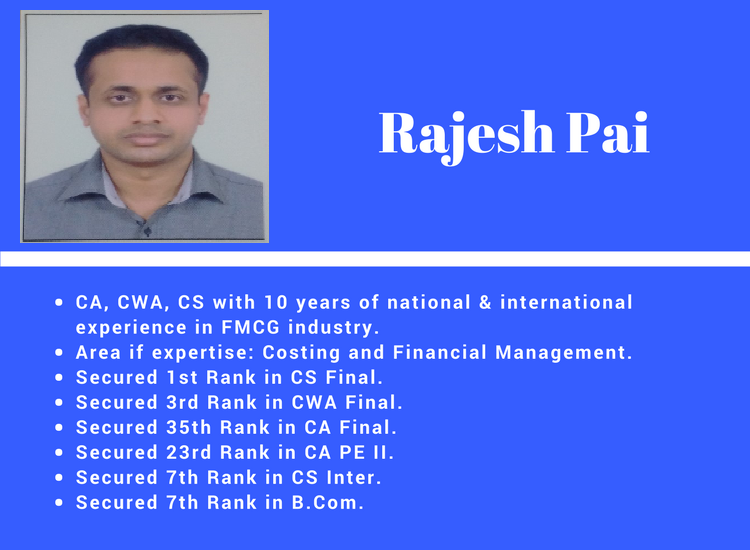 Rajesh Pai
CA, CWA, CS with 10 years of national & international
experience in FMCG industry.
Area if expertise: Costing and Financial Management.
Secured 1st Rank in CS Final.
Secured 3rd Rank in CWA Final.
Secured 35th Rank in CA Final.
Secured 23rd Rank in CA PE II.
Secured 7th Rank in CS Inter.
Secured 7th Rank in B.Com.